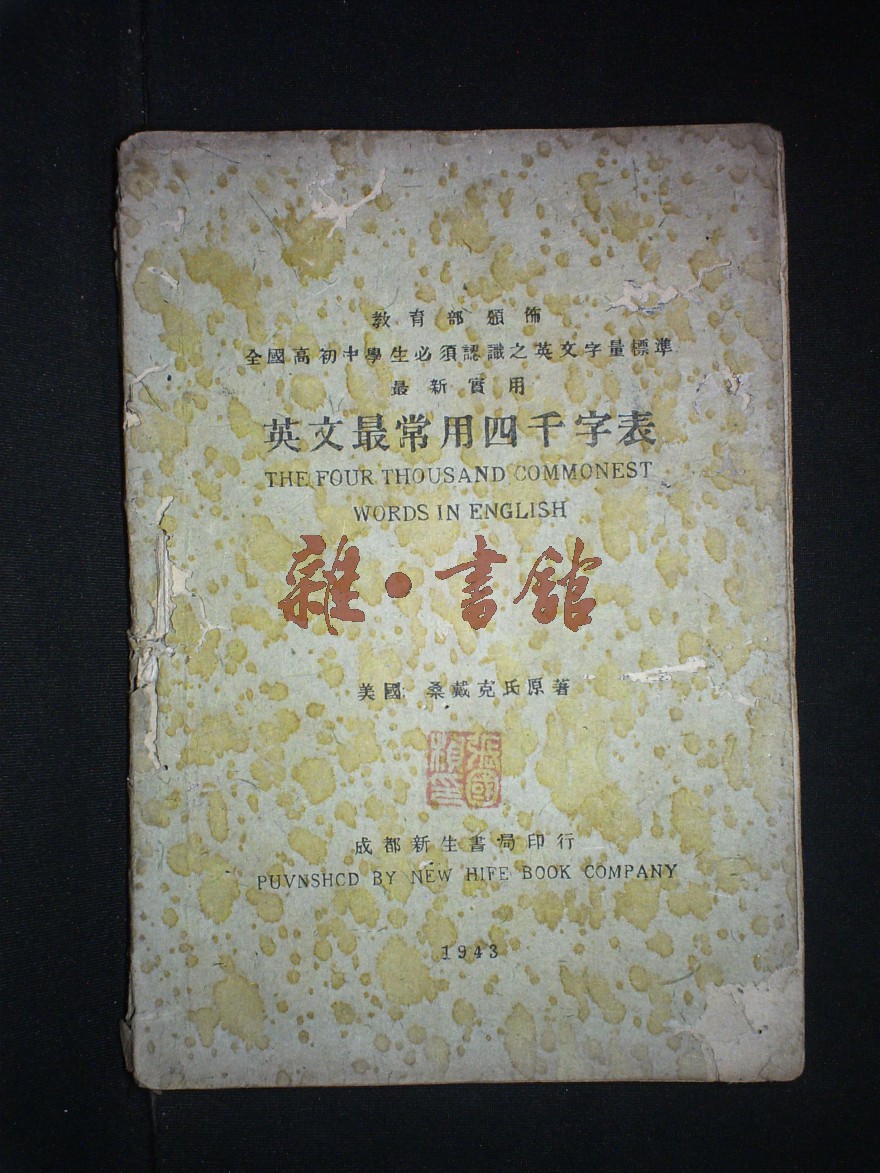 教育部頒佈
全國高初中學生必須認識之英文字量標準
最新實用
英文最常用四千字表
THE FOUR THOUSAND COMMONEST
WORDS IN ENGLISH
雜·書舘
美國 桑戴克氏原著
成都新生書局印行
PUVNSHCD BY NEW HIFE BOOK COMPANY
1943